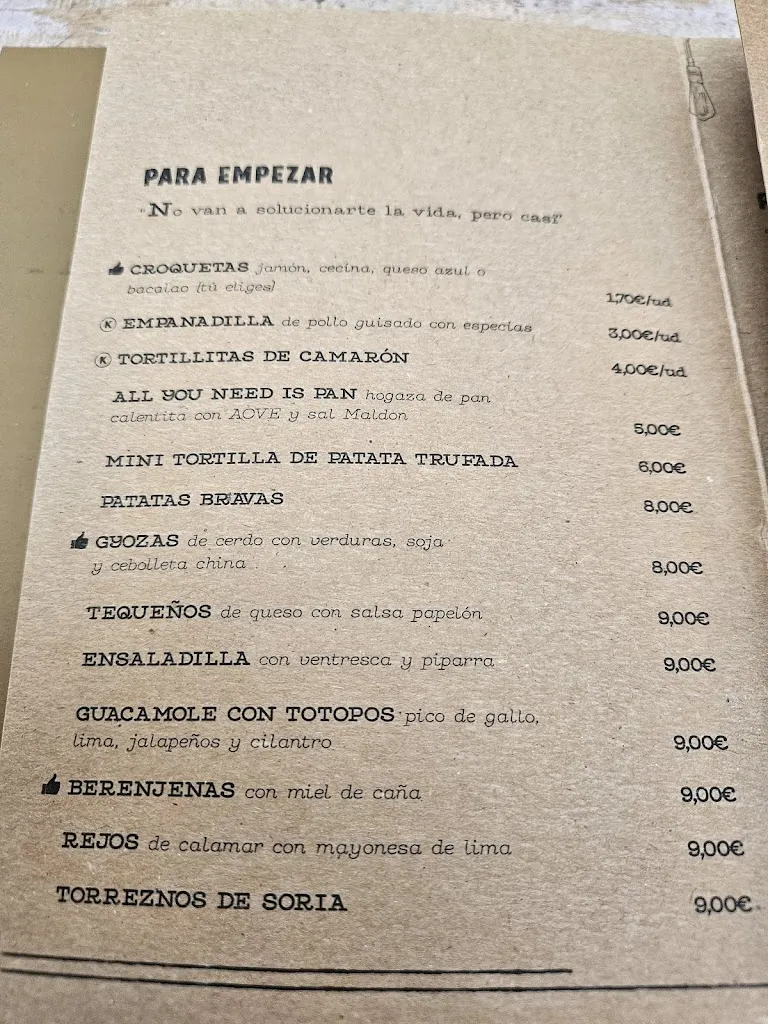 PARA EMPEZAR
"No van a solucionarte la vida, pero casi"
CROQUETAS jamón, cecina, queso azul o
bacalao (tú eliges) 1,70€/ud
K EMPANADILLA de pollo guisado con especias 3,00€/ud
K TORTILLITAS DE CAMARÓN 4,00€/ud
ALL YOU NEED IS PAN hogaza de pan
calentita con AOVE y sal Maldon 5,00€
MINI TORTILLA DE PATATA TRUFADA 6,00€
PATATAS BRAVAS 8,00€
GYOZAS de cerdo con verduras, soja
y cebolleta china 8,00€
TEQUEÑOS de queso con salsa papelón 9,00€
ENSALADILLA con ventresca y piparra 9,00€
GUACAMOLE CON TOTOPOS pico de gallo,
lima, jalapeños y cilantro 9,00€
BERENJENAS con miel de caña 9,00€
REJOS de calamar con mayonesa de lima 9,00€
TORREZNOS DE SORIA 9,00€